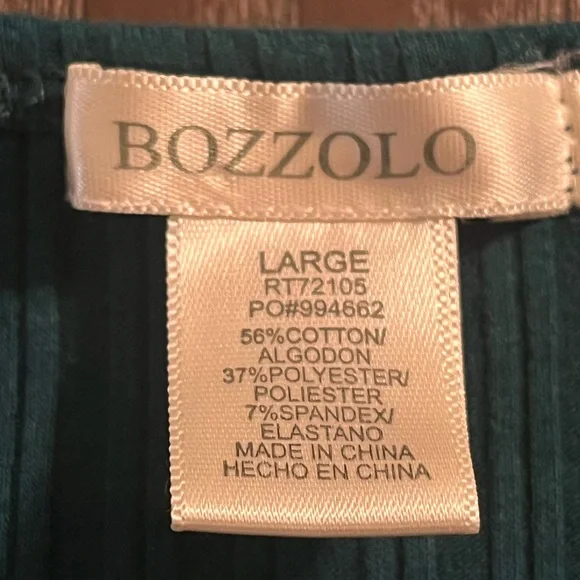 BOZZOLO
LARGE
RT72105
PO#994662
56%COTTON/
ALGODON
37%POLYESTER/
POLIESTER
7%SPANDEX/
ELASTANO
MADE IN CHINA
HECHO EN CHINA